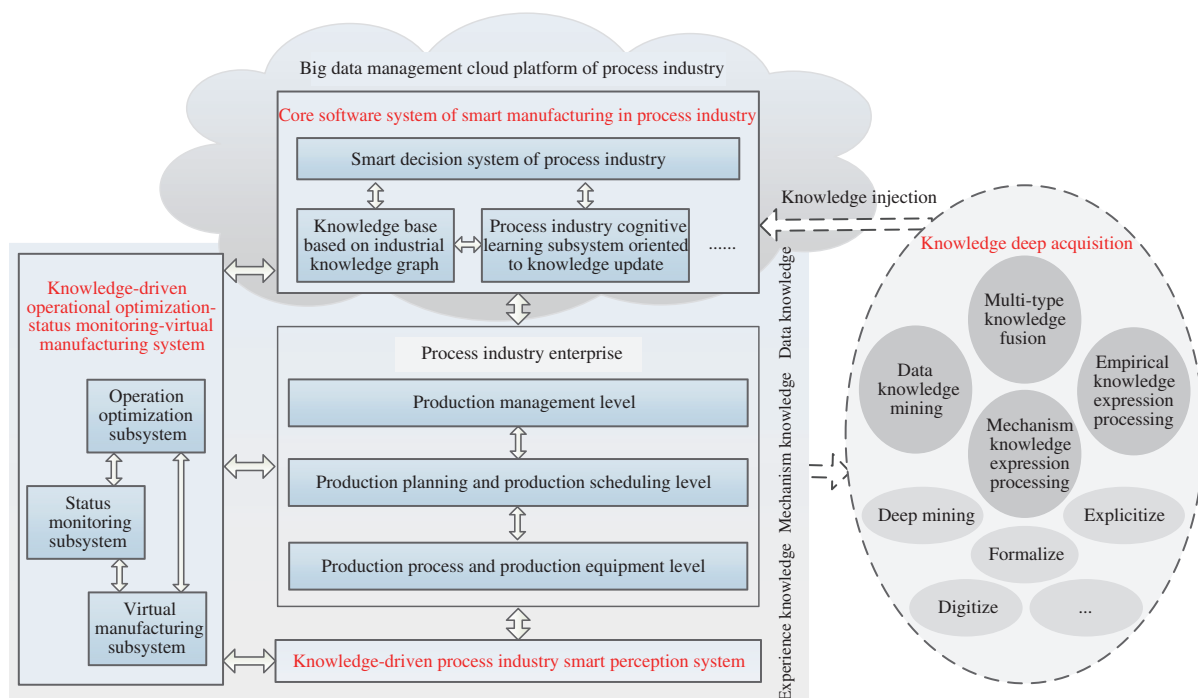 Big data management cloud platform of process industry
Core software system of smart manufacturing in process industry
Smart decision system of process industry
Knowledge base
based on industrial
knowledge graph
Process industry cognitive
learning subsystem oriented
to knowledge update
......
Knowledge injection
Knowledge-driven
operational optimization-
status monitoring-virtual
manufacturing system
Operation
optimization
subsystem
Status
monitoring
subsystem
Virtual
manufacturing
subsystem
Process industry enterprise
Production management level
Production planning and production scheduling level
Production process and production equipment level
Knowledge-driven process industry smart perception system
Data knowledge
Mechanism knowledge
Experience knowledge
Knowledge deep acquisition
Multi-type
knowledge
fusion
Data
knowledge
mining
Empirical
knowledge
expression
processing
Mechanism
knowledge
expression
processing
Deep mining
Explicitize
Formalize
Digitize
...